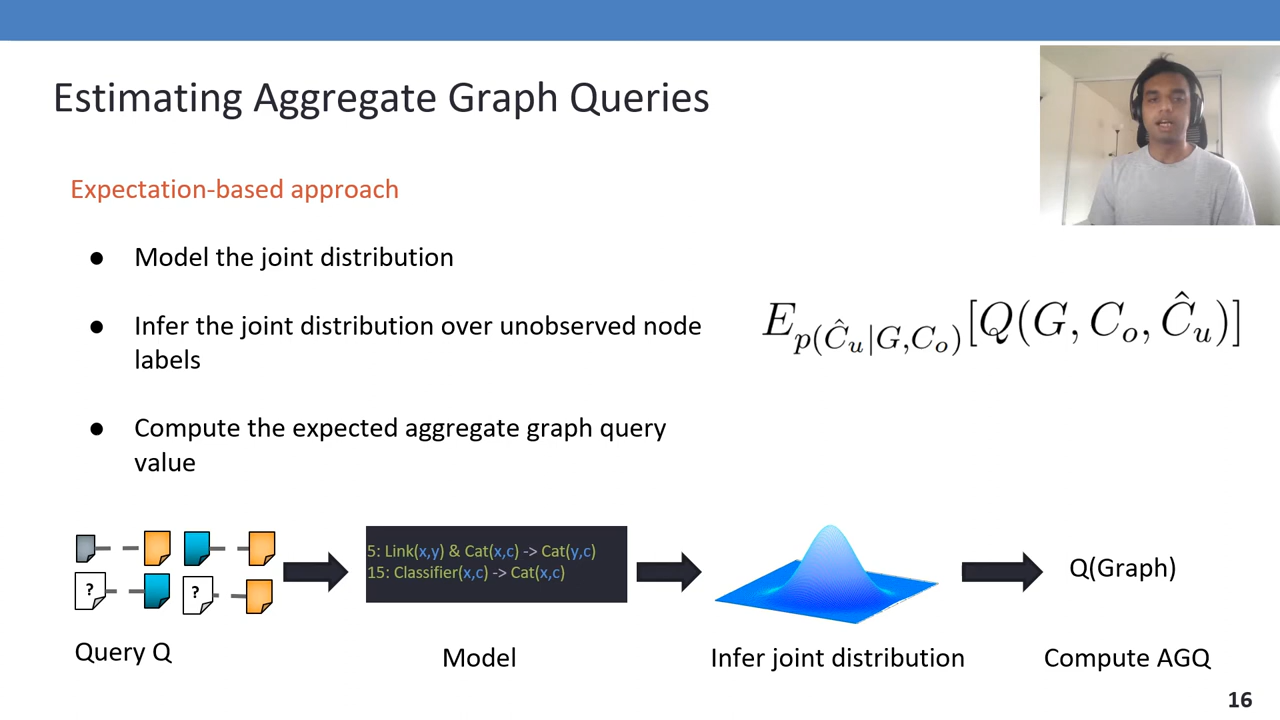 Estimating Aggregate Graph Queries
Expectation-based approach
● Model the joint distribution
● Infer the joint distribution over unobserved node
labels
● Compute the expected aggregate graph query
value
E_{p(Ĉ_u|G,C_o)}[Q(G, C_o, Ĉ_u)]
? ?
5: Link(x,y) & Cat(x,c) -> Cat(y,c)
15: Classifier(x,c) -> Cat(x,c)
Q(Graph)
Query Q
Model
Infer joint distribution
Compute AGQ
16